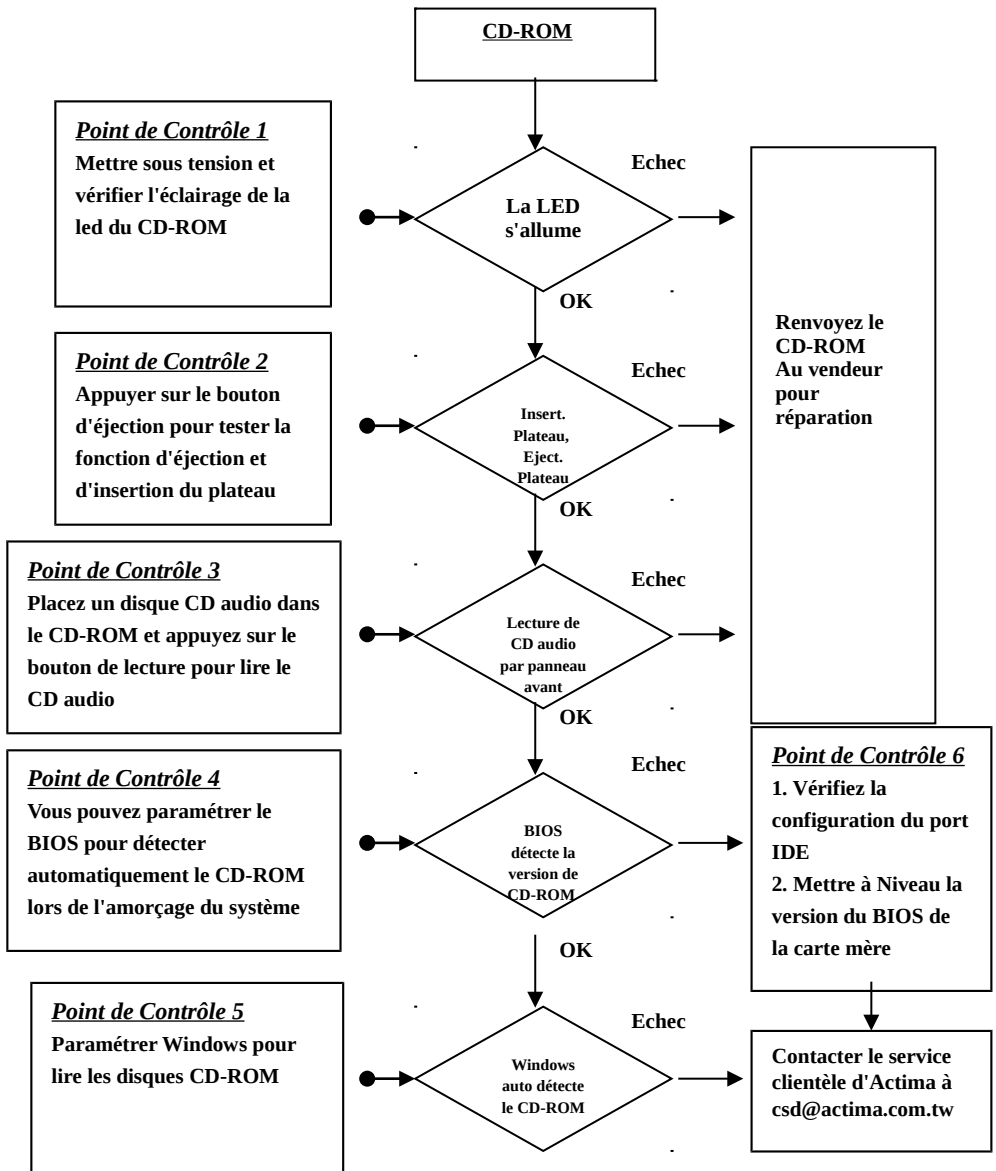 CD-ROM
Point de Contrôle 1
Mettre sous tension et
vérifier l'éclairage de la
led du CD-ROM
La LED
s'allume
Echec
OK
Renvoyez le
CD-ROM
Au vendeur
pour
réparation
Point de Contrôle 2
Appuyer sur le bouton
d'éjection pour tester la
fonction d'éjection et
d'insertion du plateau
Insert.
Plateau,
Eject.
Plateau
Echec
OK
Point de Contrôle 3
Placez un disque CD audio dans
le CD-ROM et appuyez sur le
bouton de lecture pour lire le
CD audio
Lecture de
CD audio
par panneau
avant
Echec
OK
Point de Contrôle 4
Vous pouvez paramétrer le
BIOS pour détecter
automatiquement le CD-ROM
lors de l'amorçage du système
BIOS
détecte la
version de
CD-ROM
Echec
OK
Point de Contrôle 6
1. Vérifiez la
configuration du port
IDE
2. Mettre à Niveau la
version du BIOS de
la carte mère
Point de Contrôle 5
Paramétrer Windows pour
lire les disques CD-ROM
Windows
auto détecte
le CD-ROM
Echec
Contacter le service
clientèle d'Actima à
csd@actima.com.tw